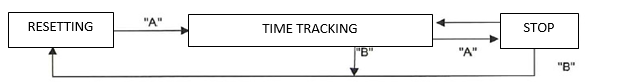 RESETTING
"A"
TIME TRACKING
STOP
"B"
"A"
"B"